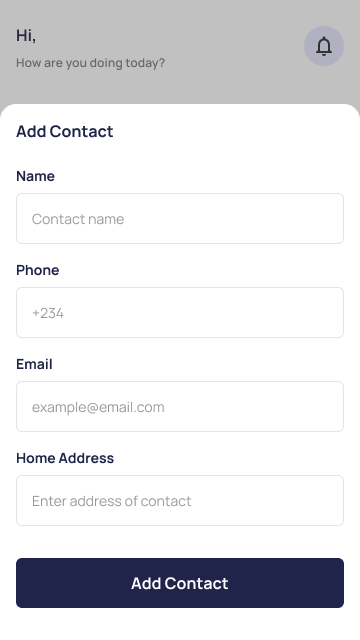 Hi,
How are you doing today?
Add Contact
Name
Contact name
Phone
+234
Email
example@email.com
Home Address
Enter address of contact
Add Contact